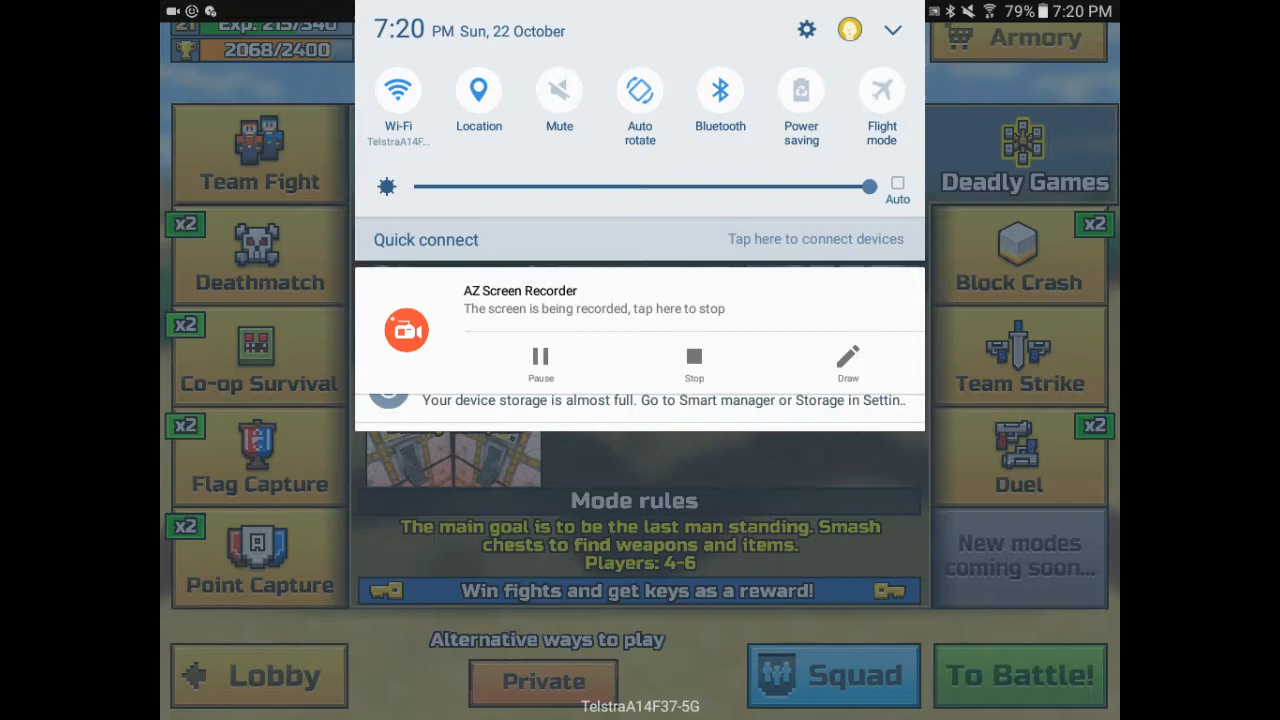 79% 7:20 PM
7:20 PM Sun, 22 October
21 Exp. 215/340
2068/2400
Armory
Wi-Fi
TelstraA14F...
Location
Mute
Auto
rotate
Bluetooth
Power
saving
Flight
mode
Auto
Quick connect
Tap here to connect devices
AZ Screen Recorder
The screen is being recorded, tap here to stop
Pause
Stop
Draw
Your device storage is almost full. Go to Smart manager or Storage in Settin..
Team Fight
x2
Deathmatch
x2
Co-op Survival
x2
Flag Capture
x2
Point Capture
Deadly Games
x2
Block Crash
Team Strike
x2
Duel
New modes
coming soon...
Mode rules
The main goal is to be the last man standing. Smash
chests to find weapons and items.
Players: 4-6
Win fights and get keys as a reward!
Alternative ways to play
Lobby
Private
Squad
To Battle!
TelstraA14F37-5G